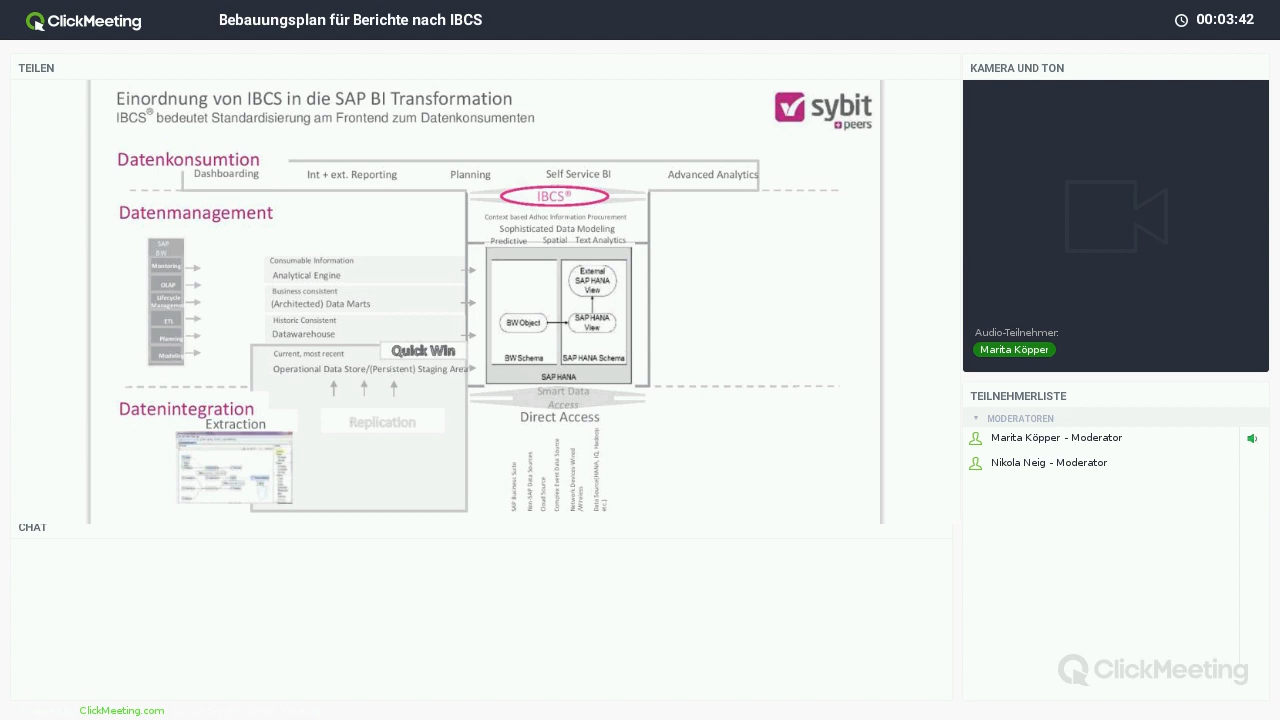 ClickMeeting
Bebauungsplan für Berichte nach IBCS
00:03:42
TEILEN
Einordnung von IBCS in die SAP BI Transformation
IBCS® bedeutet Standardisierung am Frontend zum Datenkonsumenten
sybit
peers
Datenkonsumtion
Dashboarding
Int + ext. Reporting
Planning
Self Service BI
Advanced Analytics
IBCS®
Datenmanagement
Context based Adhoc Information Procurement
Sophisticated Data Modeling
Predictive
Spatial
Text Analytics
SAP
BW
Monitoring
OLAP
Lifecycle
Management
ETL
Planning
Modeling
Consumable Information
Analytical Engine
Business consistent
(Architected) Data Marts
Historic Consistent
Datawarehouse
Quick Win
Current, most recent
Operational Data Store/(Persistent) Staging Area
External
SAP HANA
View
BW Object
SAP HANA
View
BW Schema
SAP HANA Schema
SAP HANA
Smart Data
Access
Direct Access
Datenintegration
Extraction
Replication
SAP Business Suite
Non-SAP Data Sources
Cloud Source
Complex Event Data Source
Network Devices Wired
/Wireless
Data Source(HANA, IQ, Hadoop
etc.)
CHAT
KAMERA UND TON
Audio-Teilnehmer:
Marita Köpper
TEILNEHMERLISTE
MODERATOREN
Marita Köpper - Moderator
Nikola Neig - Moderator
ClickMeeting
ClickMeeting.com